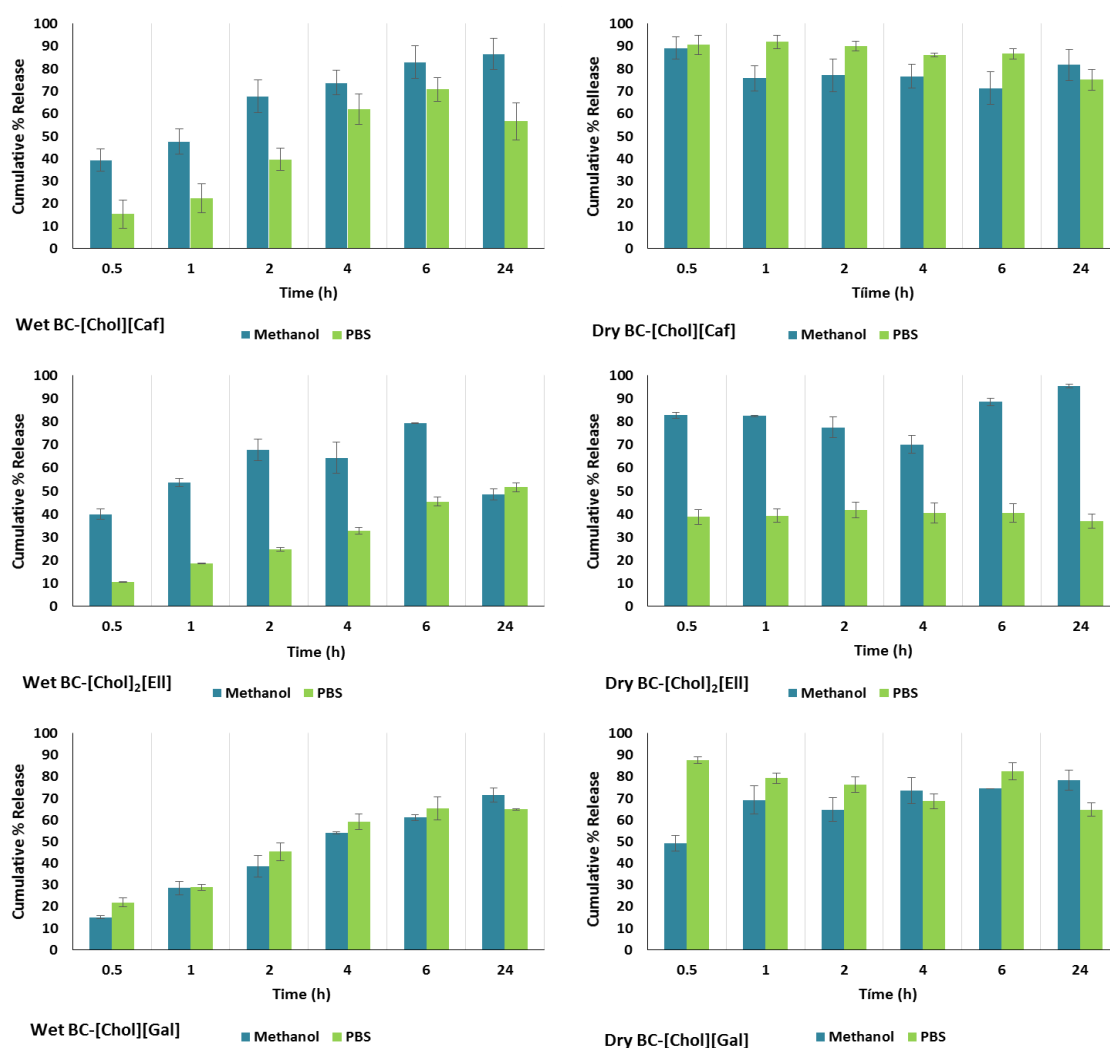 Cumulative % Release
100
90
80
70
60
50
40
30
20
10
0
0.5 1 2 4 6 24
Time (h)
Wet BC-[Chol][Caf]
Methanol PBS
Cumulative % Rrelease
100
90
80
70
60
50
40
30
20
10
0
0.5 1 2 4 6 24
Tíime (h)
Dry BC-[Chol][Caf]
Methanol PBS
Cumulative % Release
100
90
80
70
60
50
40
30
20
10
0
0.5 1 2 4 6 24
Time (h)
Wet BC-[Chol]₂[Ell]
Methanol PBS
Cumulative % Release
100
90
80
70
60
50
40
30
20
10
0
0.5 1 2 4 6 24
Time (h)
Dry BC-[Chol]₂[Ell]
Methanol PBS
Cumulative % Release
100
90
80
70
60
50
40
30
20
10
0
0.5 1 2 4 6 24
Time (h)
Wet BC-[Chol][Gal]
Methanol PBS
Cumulative % Release
100
90
80
70
60
50
40
30
20
10
0
0.5 1 2 4 6 24
Tíme (h)
Dry BC-[Chol][Gal]
Methanol PBS